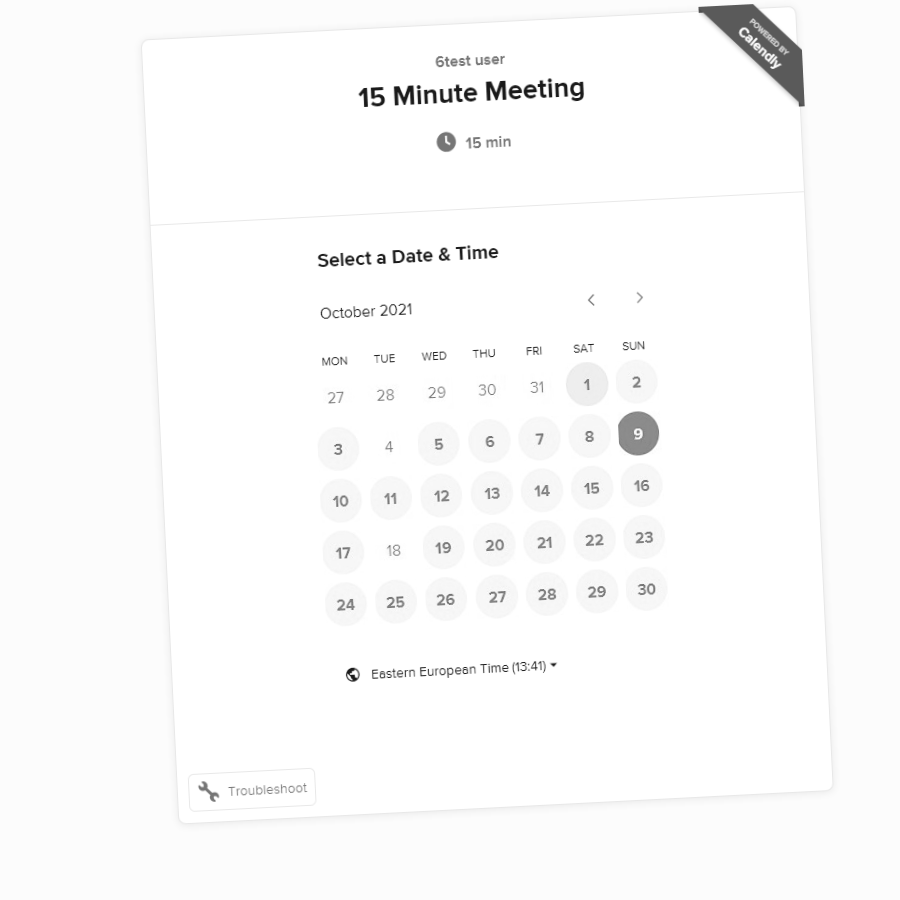 POWERED BY
Calendly
6test user
15 Minute Meeting
15 min
Select a Date & Time
October 2021
MON TUE WED THU FRI SAT SUN
27 28 29 30 31 1 2
3 4 5 6 7 8 9
10 11 12 13 14 15 16
17 18 19 20 21 22 23
24 25 26 27 28 29 30
Eastern European Time (13:41)
Troubleshoot